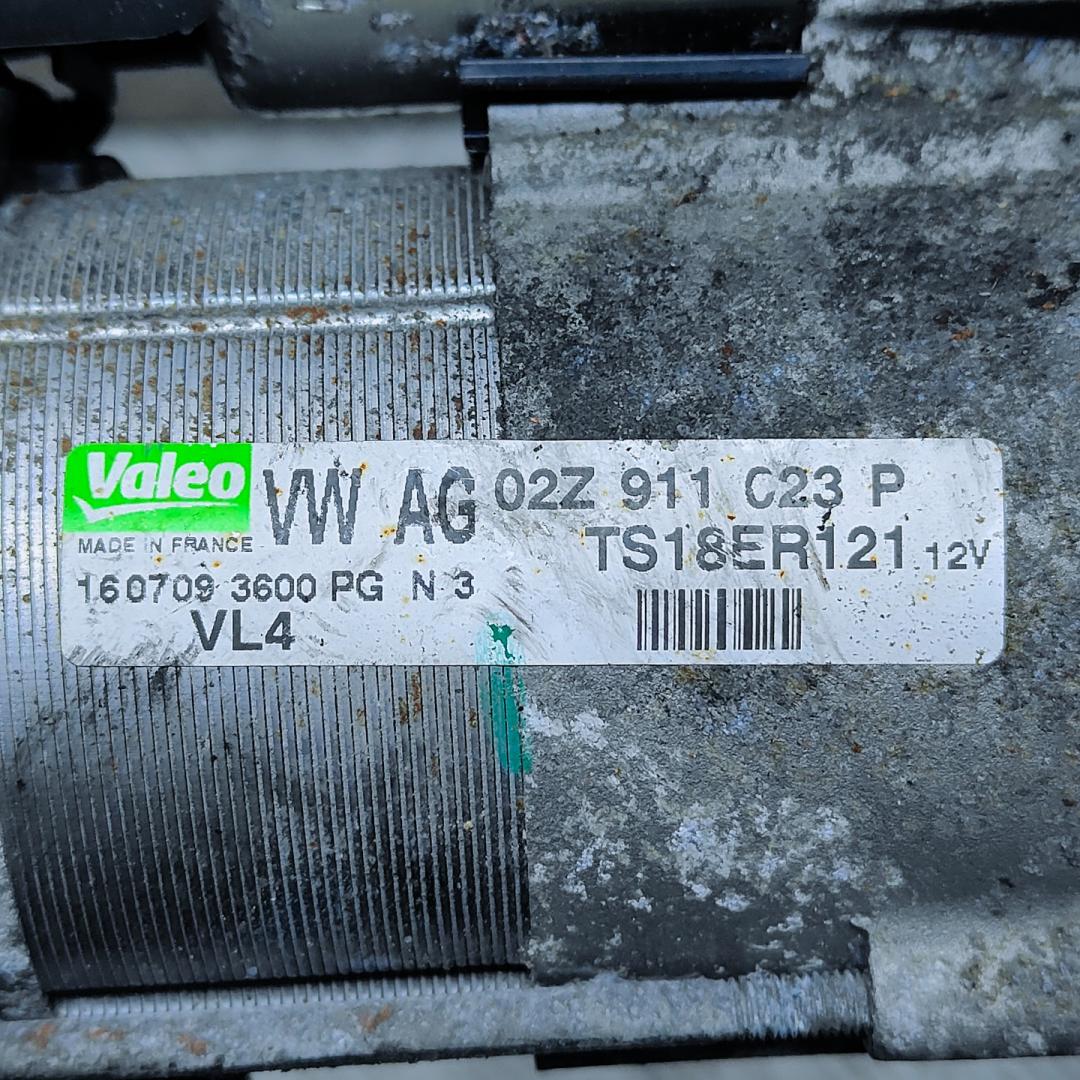 Valeo
VW AG 02Z 911 023 P
MADE IN FRANCE TS18ER121 12V
160709 3600 PG N 3
VL4